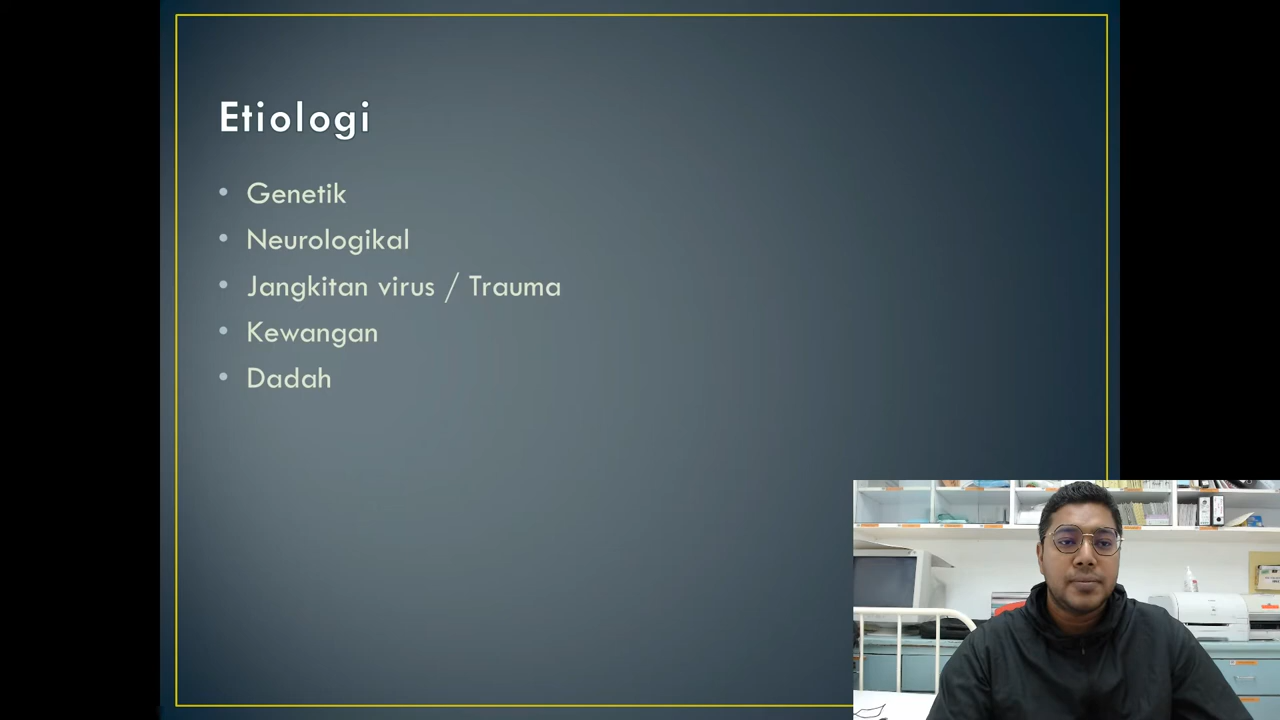 Etiologi
• Genetik
• Neurologikal
• Jangkitan virus / Trauma
• Kewangan
• Dadah